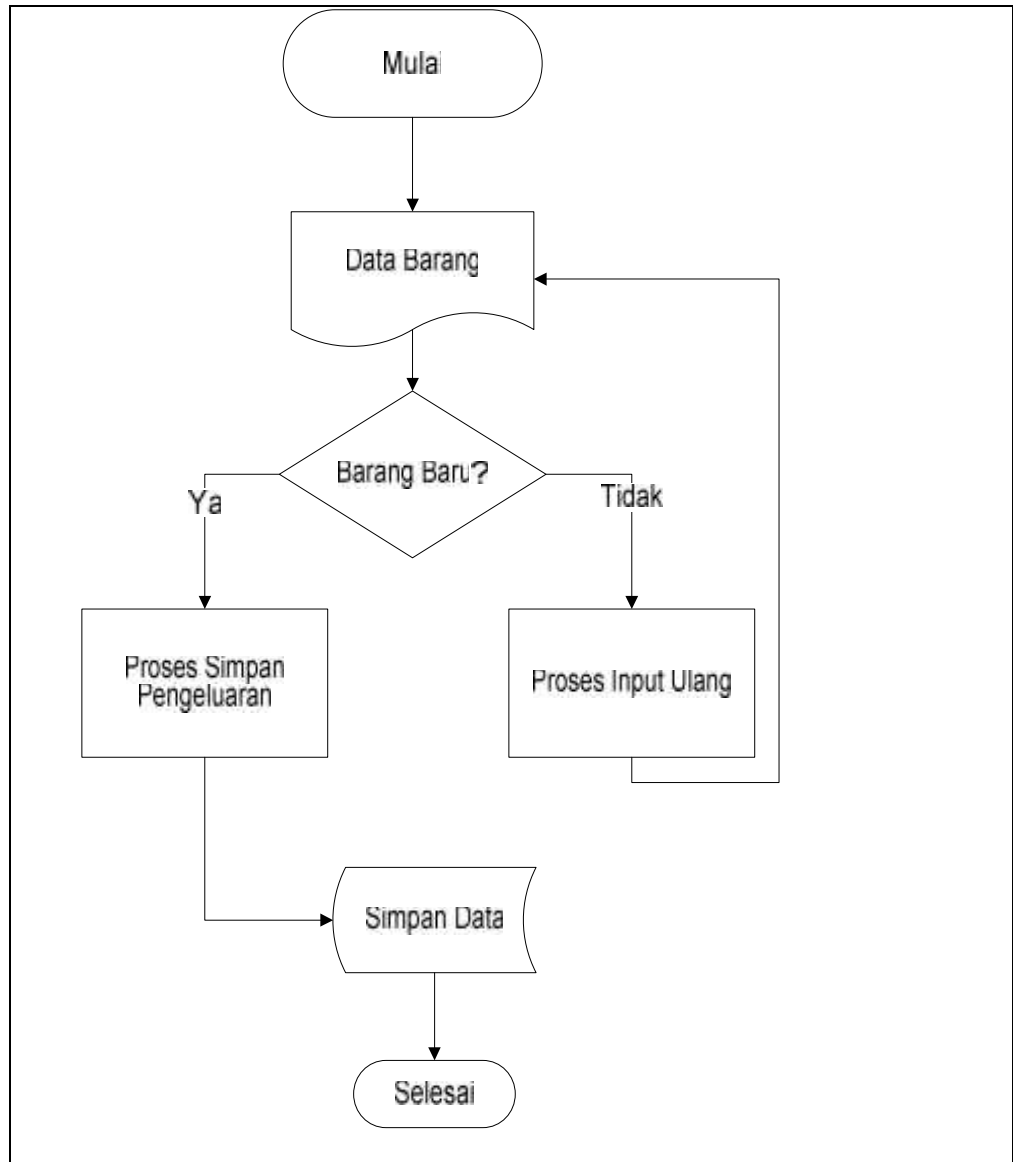 Mulai
Data Barang
Barang Baru?
Ya
Tidak
Proses Simpan
Pengeluaran
Proses Input Ulang
Simpan Data
Selesai